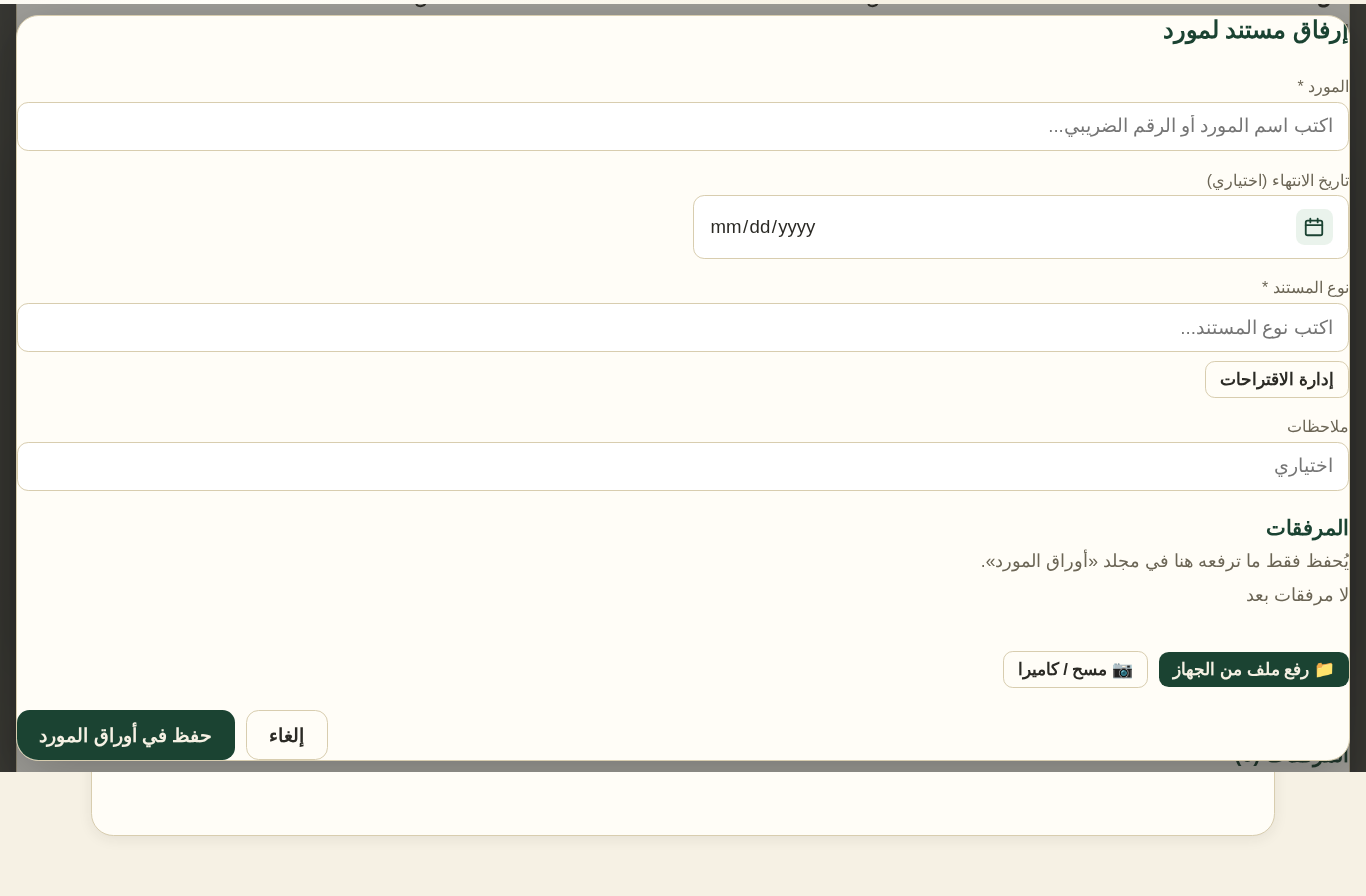 إرفاق مستند لمورد
المورد *
اكتب اسم المورد أو الرقم الضريبي...
تاريخ الانتهاء (اختياري)
mm/dd/yyyy
نوع المستند *
اكتب نوع المستند...
إدارة الاقتراحات
ملاحظات
اختياري
المرفقات
يُحفظ فقط ما ترفعه هنا في مجلد «أوراق المورد».
لا مرفقات بعد
📁 رفع ملف من الجهاز
📷 مسح / كاميرا
إلغاء
حفظ في أوراق المورد